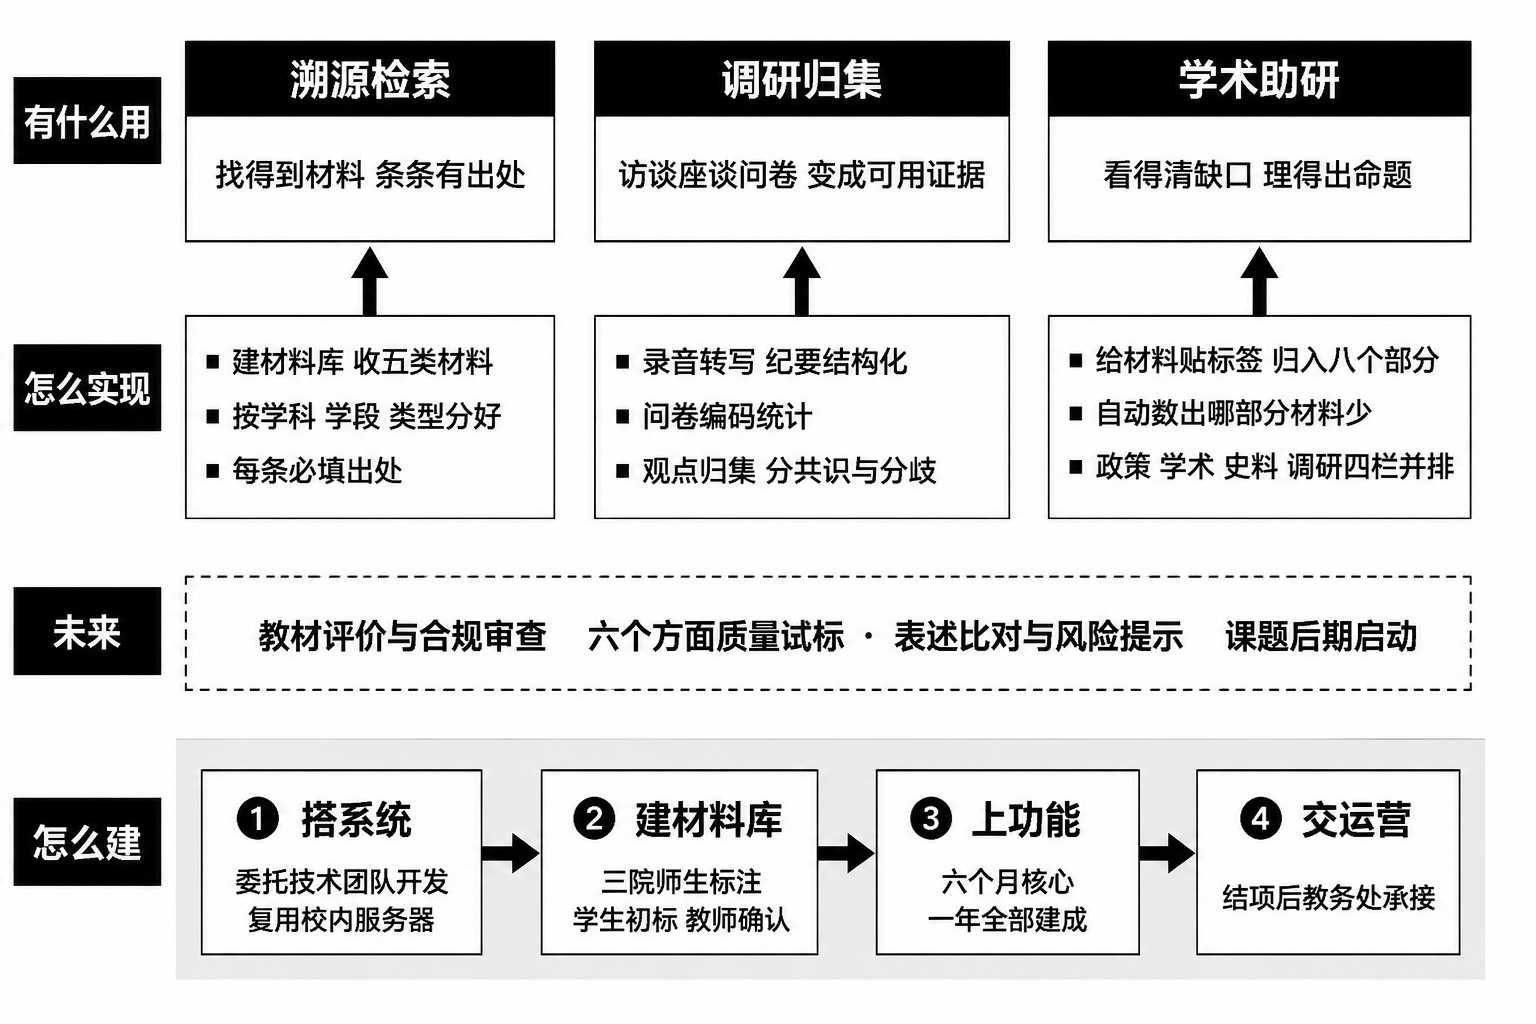 有什么用
溯源检索
找得到材料 条条有出处
调研归集
访谈座谈问卷 变成可用证据
学术助研
看得清缺口 理得出命题
怎么实现
■ 建材料库 收五类材料
■ 按学科 学段 类型分好
■ 每条必填出处
■ 录音转写 纪要结构化
■ 问卷编码统计
■ 观点归集 分共识与分歧
■ 给材料贴标签 归入八个部分
■ 自动数出哪部分材料少
■ 政策 学术 史料 调研四栏并排
未来
教材评价与合规审查 六个方面质量试标 · 表述比对与风险提示 课题后期启动
怎么建
1 搭系统
委托技术团队开发
复用校内服务器
2 建材料库
三院师生标注
学生初标 教师确认
3 上功能
六个月核心
一年全部建成
4 交运营
结项后教务处承接